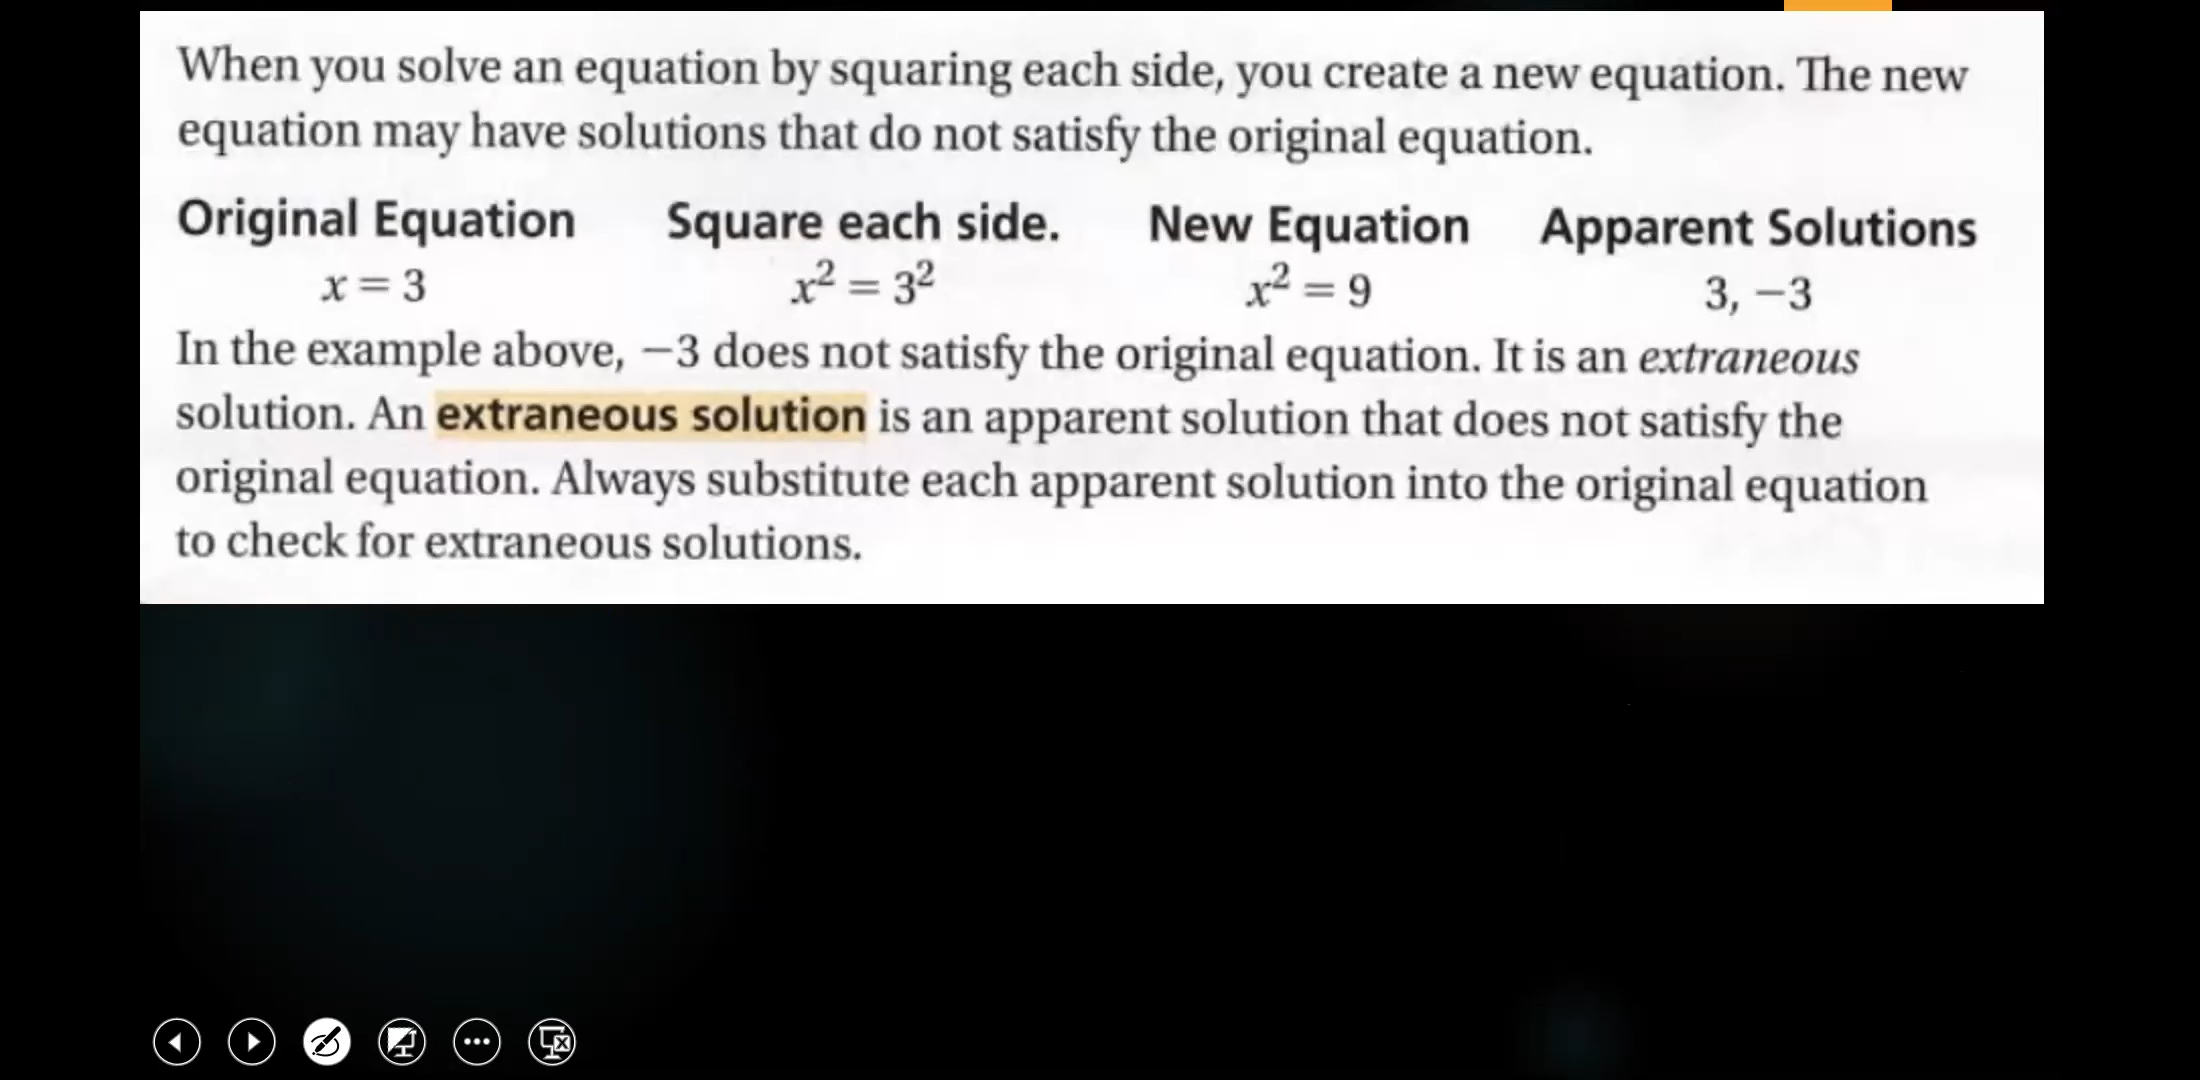 When you solve an equation by squaring each side, you create a new equation. The new
equation may have solutions that do not satisfy the original equation.
Original Equation Square each side. New Equation Apparent Solutions
x = 3 x² = 3² x² = 9 3, −3
In the example above, −3 does not satisfy the original equation. It is an extraneous
solution. An extraneous solution is an apparent solution that does not satisfy the
original equation. Always substitute each apparent solution into the original equation
to check for extraneous solutions.